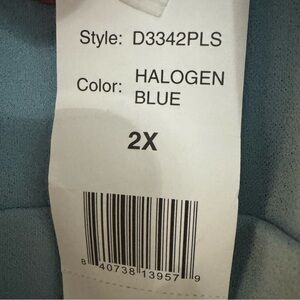 Style: D3342PLS
Color: HALOGEN
BLUE
2X
8 40738 13957 9